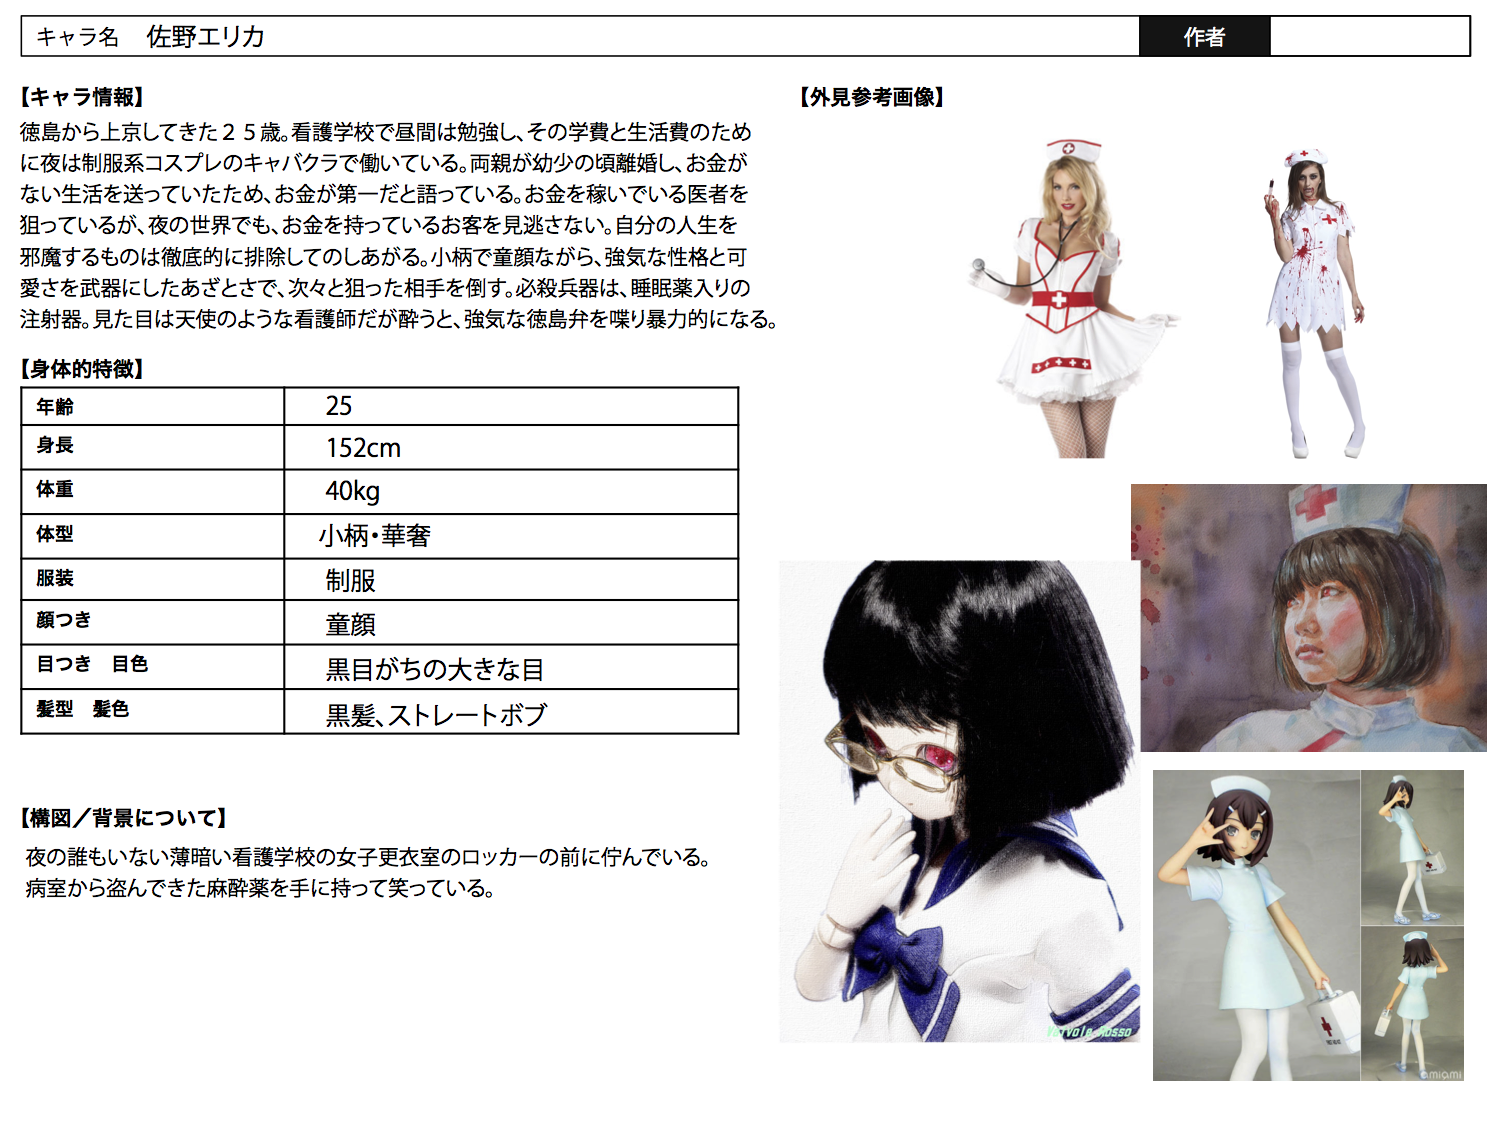 キャラ名 佐野エリカ
作者
【キャラ情報】
徳島から上京してきた２５歳。看護学校で昼間は勉強し、その学費と生活費のため
に夜は制服系コスプレのキャバクラで働いている。両親が幼少の頃離婚し、お金が
ない生活を送っていたため、お金が第一だと語っている。お金を稼いでいる医者を
狙っているが、夜の世界でも、お金を持っているお客を見逃さない。自分の人生を
邪魔するものは徹底的に排除してのしあがる。小柄で童顔ながら、強気な性格と可
愛さを武器にしたあざとさで、次々と狙った相手を倒す。必殺兵器は、睡眠薬入りの
注射器。見た目は天使のような看護師だが酔うと、強気な徳島弁を喋り暴力的になる。
【身体的特徴】
年齢 25
身長 152cm
体重 40kg
体型 小柄・華奢
服装 制服
顔つき 童顔
目つき 目色 黒目がちの大きな目
髪型 髪色 黒髪、ストレートボブ
【構図／背景について】
夜の誰もいない薄暗い看護学校の女子更衣室のロッカーの前に佇んでいる。
病室から盗んできた麻酔薬を手に持って笑っている。
【外見参考画像】
Rosso
amiami